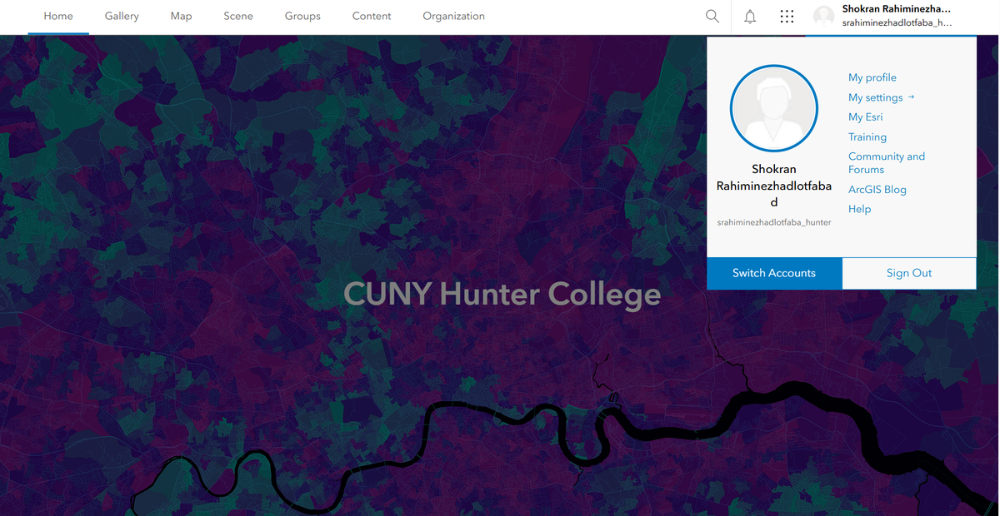 Home Gallery Map Scene Groups Content Organization
Shokran Rahiminezha...
srahiminezhadlotfaba_h...
My profile
My settings →
My Esri
Training
Community and
Forums
ArcGIS Blog
Help
Shokran
Rahiminezhadlotfaba
d
srahiminezhadlotfaba_hunter
Switch Accounts Sign Out
CUNY Hunter College